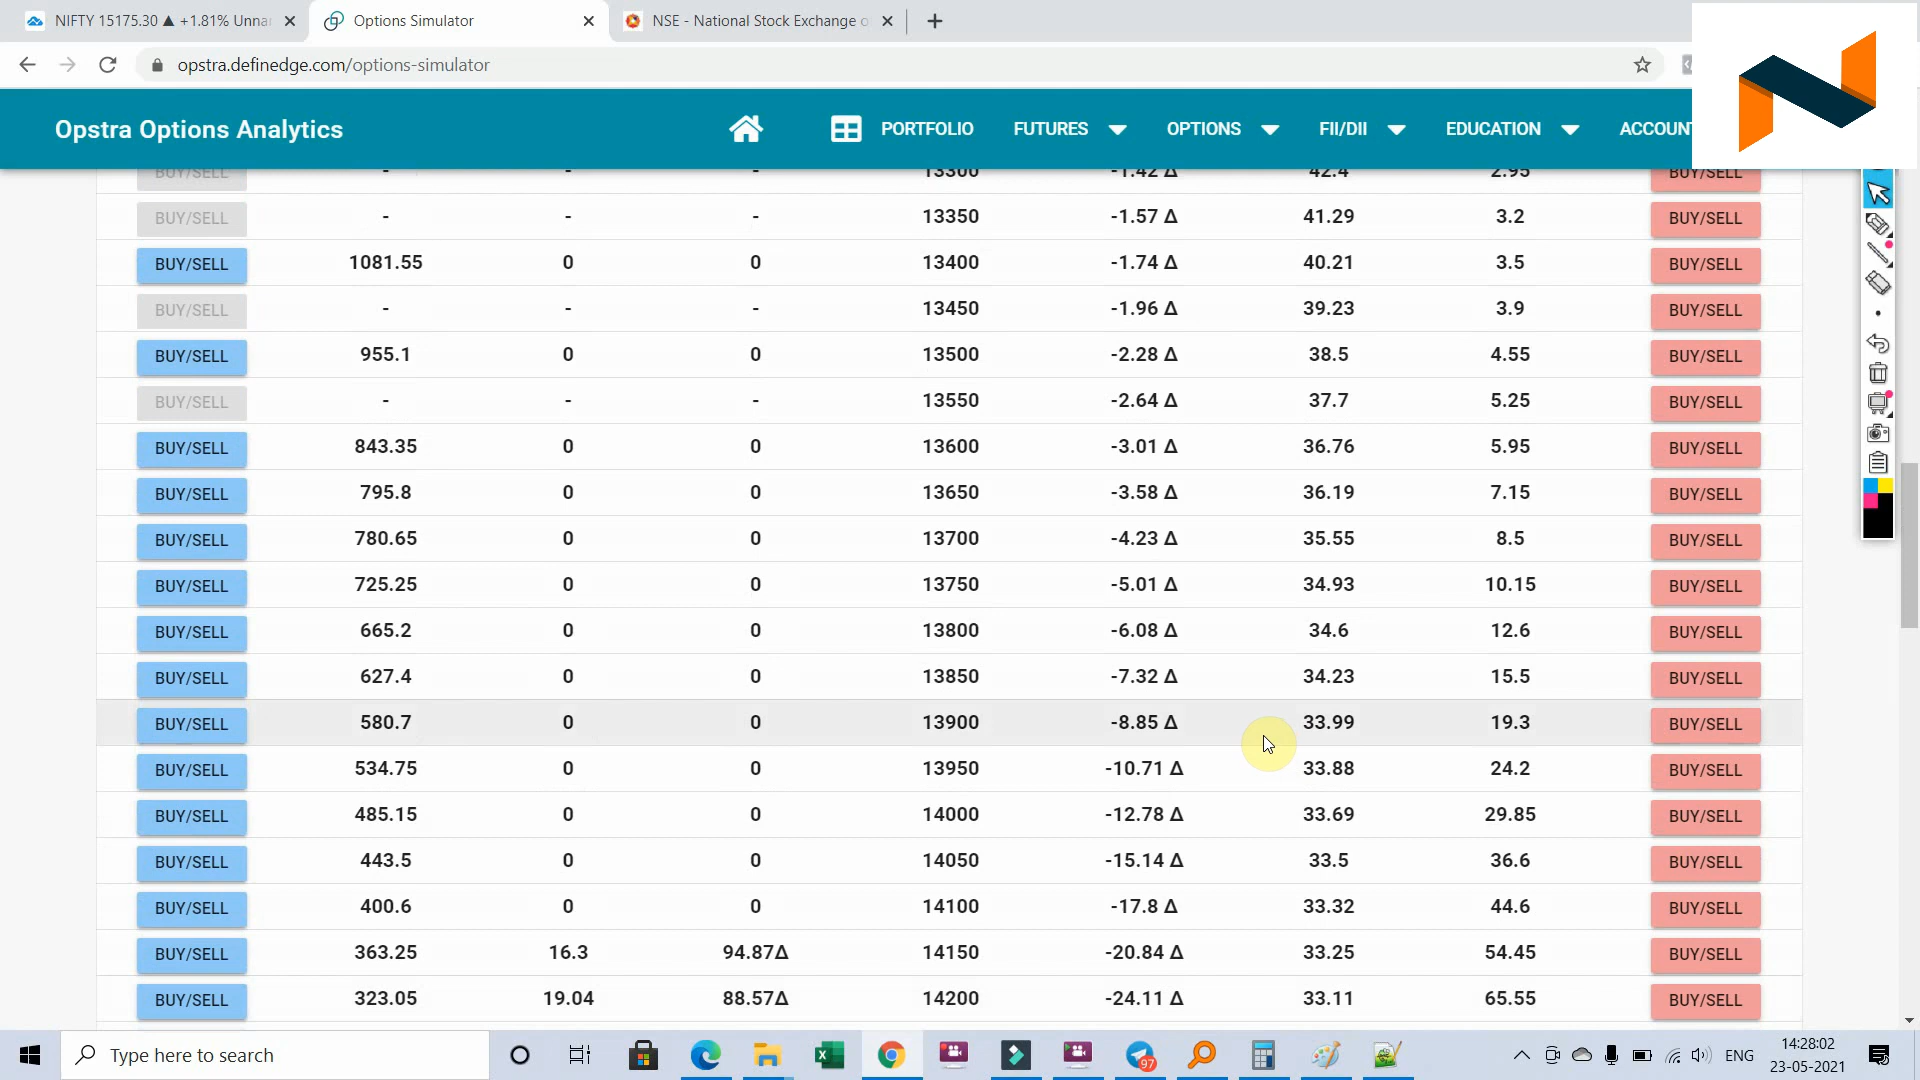 NIFTY 15175.30 ▲ +1.81% Unna
Options Simulator
NSE - National Stock Exchange o
opstra.definedge.com/options-simulator
Opstra Options Analytics
PORTFOLIO
FUTURES
OPTIONS
FII/DII
EDUCATION
ACCOUN
BUY/SELL - - - 13300 -1.42 Δ 42.4 2.95 BUY/SELL
BUY/SELL - - - 13350 -1.57 Δ 41.29 3.2 BUY/SELL
BUY/SELL 1081.55 0 0 13400 -1.74 Δ 40.21 3.5 BUY/SELL
BUY/SELL - - - 13450 -1.96 Δ 39.23 3.9 BUY/SELL
BUY/SELL 955.1 0 0 13500 -2.28 Δ 38.5 4.55 BUY/SELL
BUY/SELL - - - 13550 -2.64 Δ 37.7 5.25 BUY/SELL
BUY/SELL 843.35 0 0 13600 -3.01 Δ 36.76 5.95 BUY/SELL
BUY/SELL 795.8 0 0 13650 -3.58 Δ 36.19 7.15 BUY/SELL
BUY/SELL 780.65 0 0 13700 -4.23 Δ 35.55 8.5 BUY/SELL
BUY/SELL 725.25 0 0 13750 -5.01 Δ 34.93 10.15 BUY/SELL
BUY/SELL 665.2 0 0 13800 -6.08 Δ 34.6 12.6 BUY/SELL
BUY/SELL 627.4 0 0 13850 -7.32 Δ 34.23 15.5 BUY/SELL
BUY/SELL 580.7 0 0 13900 -8.85 Δ 33.99 19.3 BUY/SELL
BUY/SELL 534.75 0 0 13950 -10.71 Δ 33.88 24.2 BUY/SELL
BUY/SELL 485.15 0 0 14000 -12.78 Δ 33.69 29.85 BUY/SELL
BUY/SELL 443.5 0 0 14050 -15.14 Δ 33.5 36.6 BUY/SELL
BUY/SELL 400.6 0 0 14100 -17.8 Δ 33.32 44.6 BUY/SELL
BUY/SELL 363.25 16.3 94.87Δ 14150 -20.84 Δ 33.25 54.45 BUY/SELL
BUY/SELL 323.05 19.04 88.57Δ 14200 -24.11 Δ 33.11 65.55 BUY/SELL
Type here to search
97
ENG
14:28:02
23-05-2021